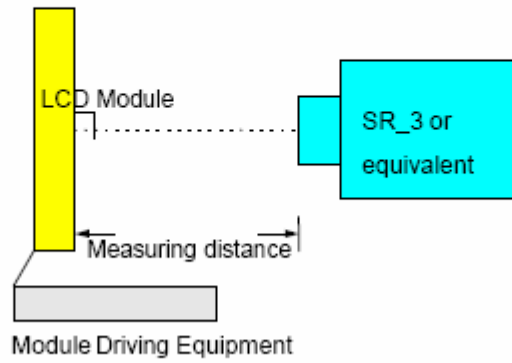 LCD Module
SR_3 or
equivalent
Measuring distance
Module Driving Equipment